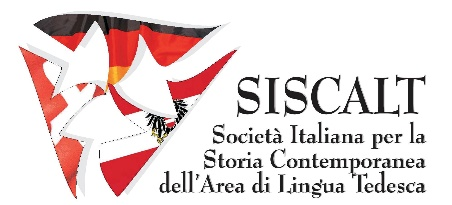 SISCALT
Società Italiana per la
Storia Contemporanea
dell'Area di Lingua Tedesca